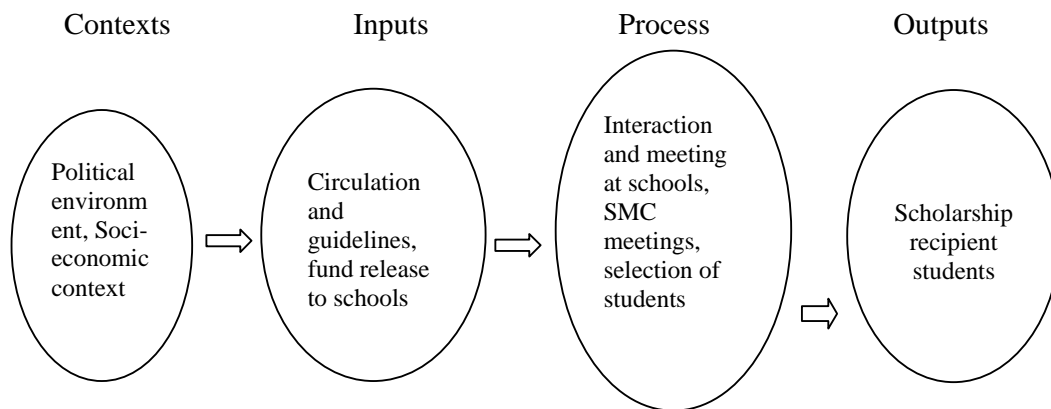 Contexts
Inputs
Process
Outputs
Political
environm
ent, Soci-
economic
context
Circulation
and
guidelines,
fund release
to schools
Interaction
and meeting
at schools,
SMC
meetings,
selection of
students
Scholarship
recipient
students